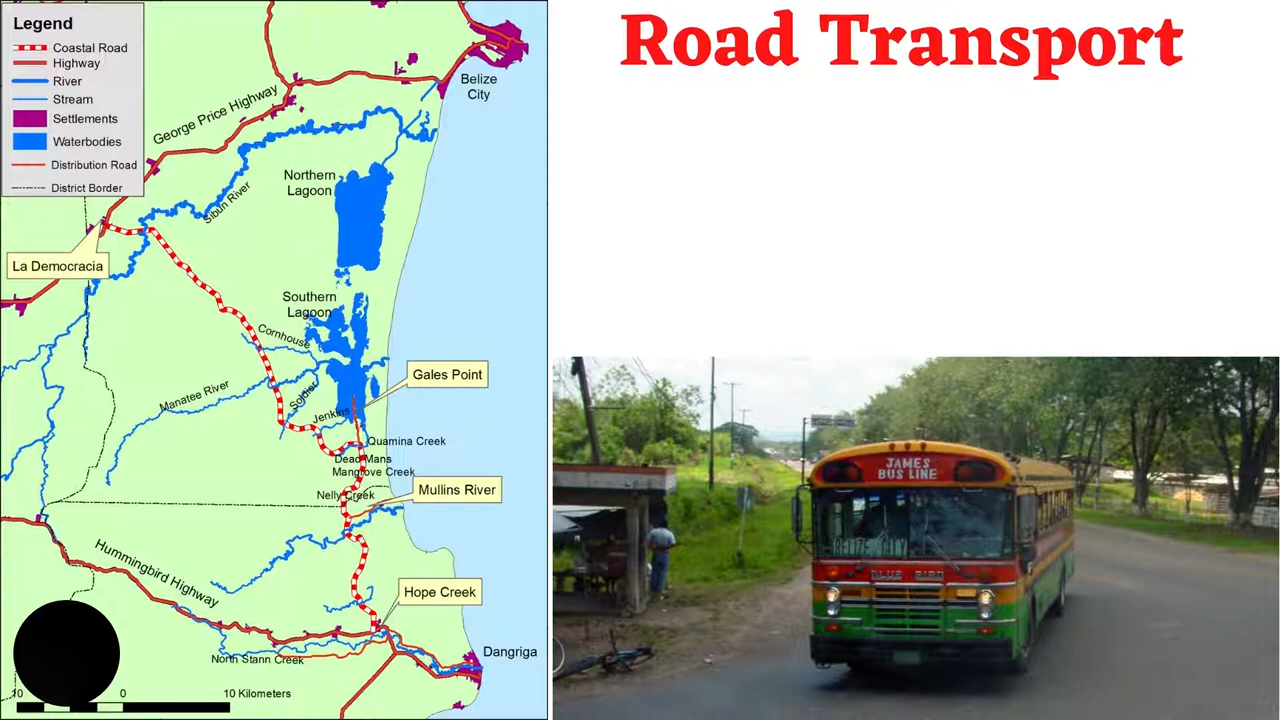 Road Transport
Legend
Coastal Road
Highway
River
Stream
Settlements
Waterbodies
Distribution Road
District Border
Belize
City
George Price Highway
Northern
Lagoon
Sibun River
La Democracia
Southern
Lagoon
Cornhouse
Gales Point
Manatee River
Soldier
Jenkins
Quamina Creek
Dead Mans
Mangrove Creek
Nelly Creek
Mullins River
Hummingbird Highway
Hope Creek
North Stann Creek
Dangriga
10
0
10 Kilometers
JAMES
BUS LINE
BELIZE CITY
BLUE BIRD